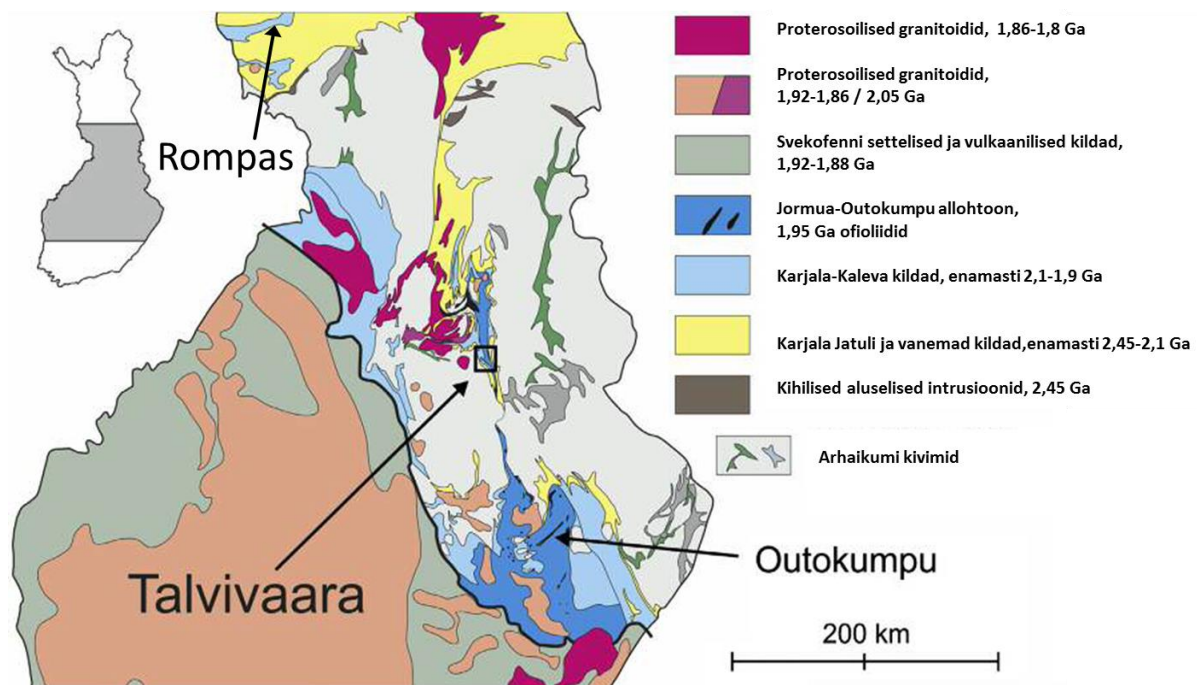 Proterosoilised granitoidid, 1,86-1,8 Ga
Proterosoilised granitoidid,
1,92-1,86 / 2,05 Ga
Svekofenni settelised ja vulkaanilised kildad,
1,92-1,88 Ga
Jormua-Outokumpu allohtoon,
1,95 Ga ofioliidid
Karjala-Kaleva kildad, enamasti 2,1-1,9 Ga
Karjala Jatuli ja vanemad kildad,enamasti 2,45-2,1 Ga
Kihilised aluselised intrusioonid, 2,45 Ga
Arhaikumi kivimid
Rompas
Talvivaara
Outokumpu
200 km